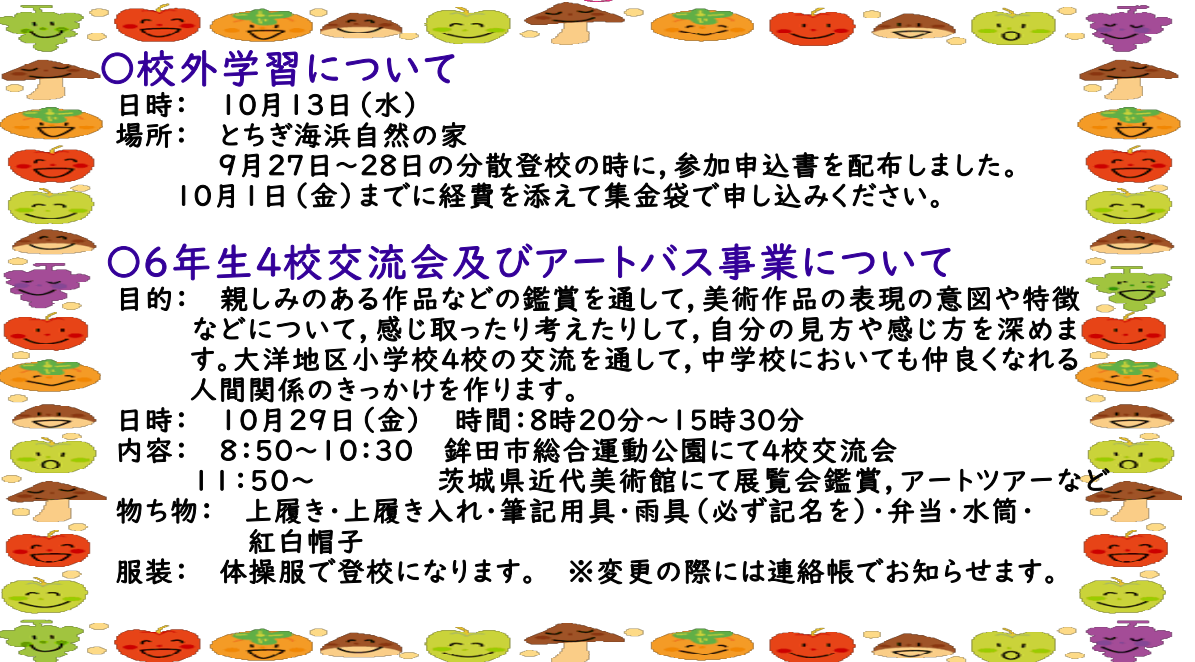 ○校外学習について
日時： 10月13日（水）
場所： とちぎ海浜自然の家
9月27日～28日の分散登校の時に，参加申込書を配布しました。
10月1日（金）までに経費を添えて集金袋で申し込みください。
○6年生4校交流会及びアートバス事業について
目的： 親しみのある作品などの鑑賞を通して，美術作品の表現の意図や特徴
などについて，感じ取ったり考えたりして，自分の見方や感じ方を深めま
す。大洋地区小学校4校の交流を通して，中学校においても仲良くなれる
人間関係のきっかけを作ります。
日時： 10月29日（金） 時間：8時20分～15時30分
内容： 8：50～10：30 鉾田市総合運動公園にて4校交流会
11：50～ 茨城県近代美術館にて展覧会鑑賞，アートツアーなど
物ち物： 上履き・上履き入れ・筆記用具・雨具（必ず記名を）・弁当・水筒・
紅白帽子
服装： 体操服で登校になります。 ※変更の際には連絡帳でお知らせます。